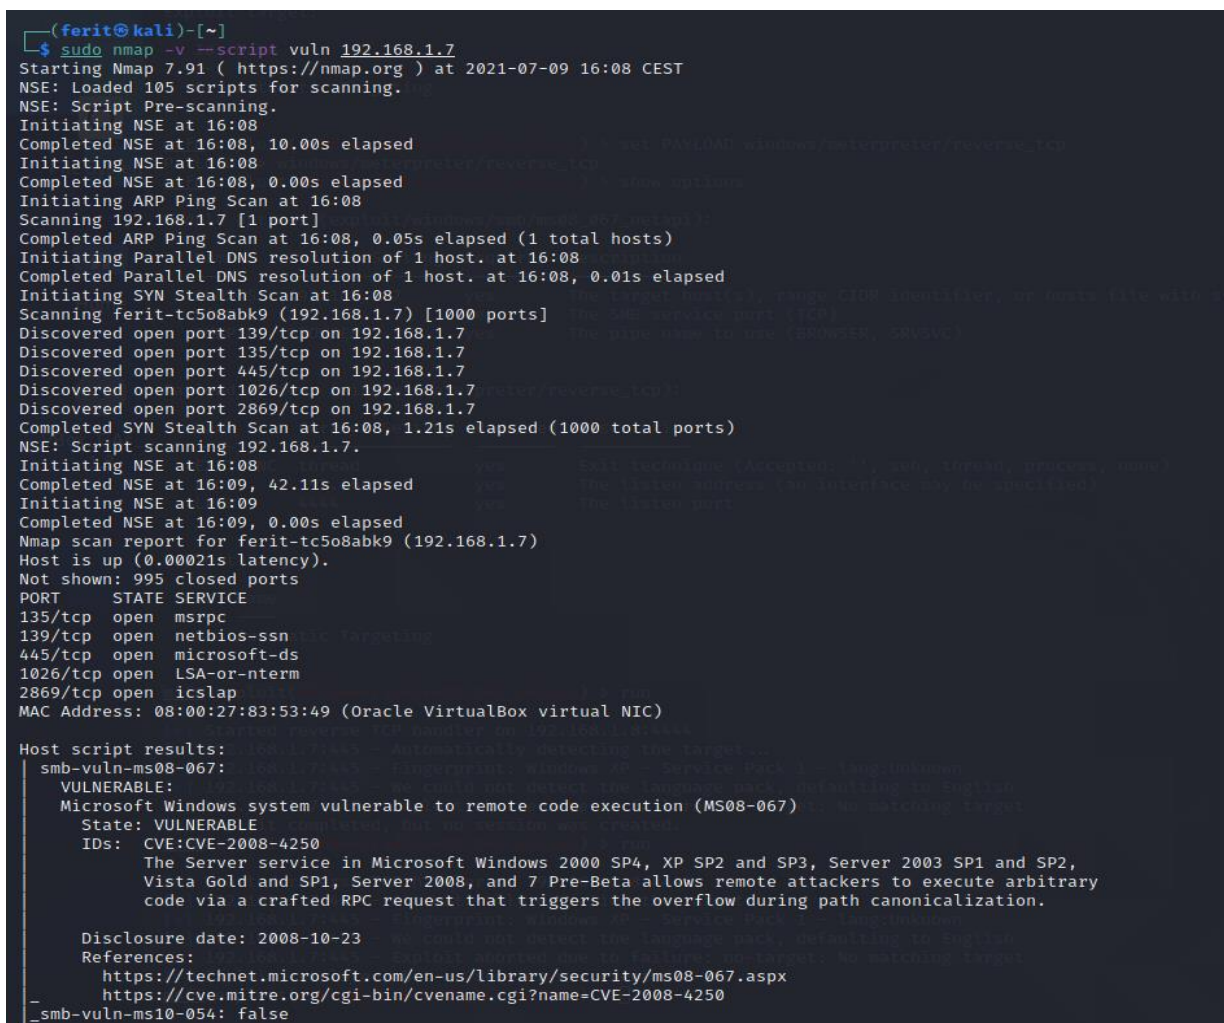 ┌──(ferit㉿kali)-[~]
└─$ sudo nmap -v --script vuln 192.168.1.7
Starting Nmap 7.91 ( https://nmap.org ) at 2021-07-09 16:08 CEST
NSE: Loaded 105 scripts for scanning.
NSE: Script Pre-scanning.
Initiating NSE at 16:08
Completed NSE at 16:08, 10.00s elapsed
Initiating NSE at 16:08
Completed NSE at 16:08, 0.00s elapsed
Initiating ARP Ping Scan at 16:08
Scanning 192.168.1.7 [1 port]
Completed ARP Ping Scan at 16:08, 0.05s elapsed (1 total hosts)
Initiating Parallel DNS resolution of 1 host. at 16:08
Completed Parallel DNS resolution of 1 host. at 16:08, 0.01s elapsed
Initiating SYN Stealth Scan at 16:08
Scanning ferit-tc5o8abk9 (192.168.1.7) [1000 ports]
Discovered open port 139/tcp on 192.168.1.7
Discovered open port 135/tcp on 192.168.1.7
Discovered open port 445/tcp on 192.168.1.7
Discovered open port 1026/tcp on 192.168.1.7
Discovered open port 2869/tcp on 192.168.1.7
Completed SYN Stealth Scan at 16:08, 1.21s elapsed (1000 total ports)
NSE: Script scanning 192.168.1.7.
Initiating NSE at 16:08
Completed NSE at 16:09, 42.11s elapsed
Initiating NSE at 16:09
Completed NSE at 16:09, 0.00s elapsed
Nmap scan report for ferit-tc5o8abk9 (192.168.1.7)
Host is up (0.00021s latency).
Not shown: 995 closed ports
PORT     STATE SERVICE
135/tcp  open  msrpc
139/tcp  open  netbios-ssn
445/tcp  open  microsoft-ds
1026/tcp open  LSA-or-nterm
2869/tcp open  icslap
MAC Address: 08:00:27:83:53:49 (Oracle VirtualBox virtual NIC)
Host script results:
| smb-vuln-ms08-067:
|   VULNERABLE:
|   Microsoft Windows system vulnerable to remote code execution (MS08-067)
|     State: VULNERABLE
|     IDs:  CVE:CVE-2008-4250
|           The Server service in Microsoft Windows 2000 SP4, XP SP2 and SP3, Server 2003 SP1 and SP2,
|           Vista Gold and SP1, Server 2008, and 7 Pre-Beta allows remote attackers to execute arbitrary
|           code via a crafted RPC request that triggers the overflow during path canonicalization.
|
|     Disclosure date: 2008-10-23
|     References:
|       https://technet.microsoft.com/en-us/library/security/ms08-067.aspx
|_      https://cve.mitre.org/cgi-bin/cvename.cgi?name=CVE-2008-4250
|_smb-vuln-ms10-054: false